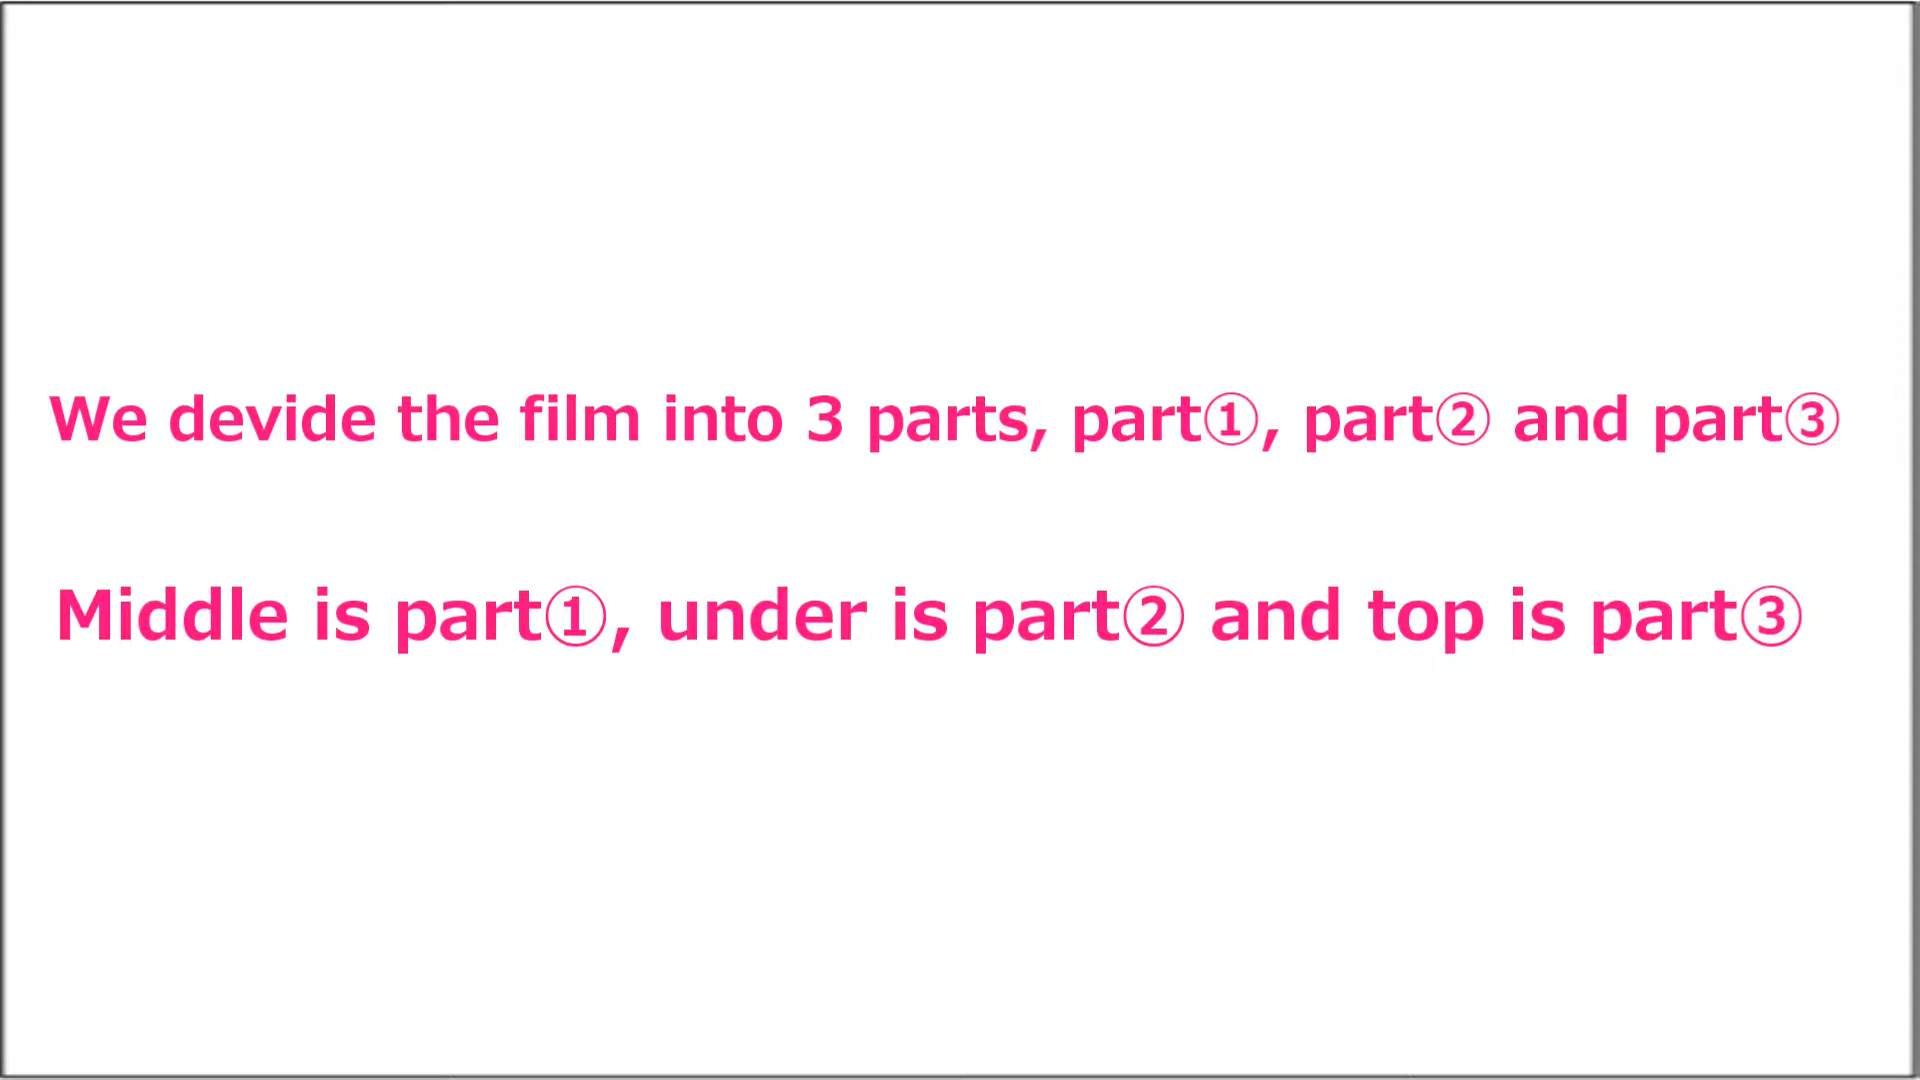 We devide the film into 3 parts, part①, part② and part③
Middle is part①, under is part② and top is part③